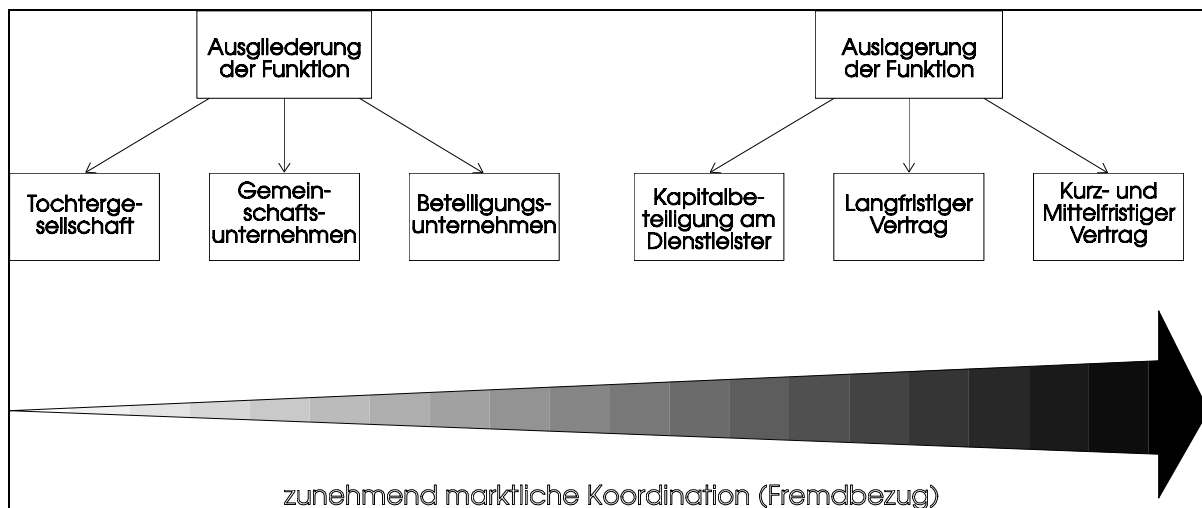 Ausgliederung
der Funktion
Auslagerung
der Funktion
Tochterge-
sellschaft
Gemein-
schafts-
unternehmen
Beteiligungs-
unternehmen
Kapitalbe-
teiligung am
Dienstleister
Langfristiger
Vertrag
Kurz- und
Mittelfristiger
Vertrag
zunehmend marktliche Koordination (Fremdbezug)